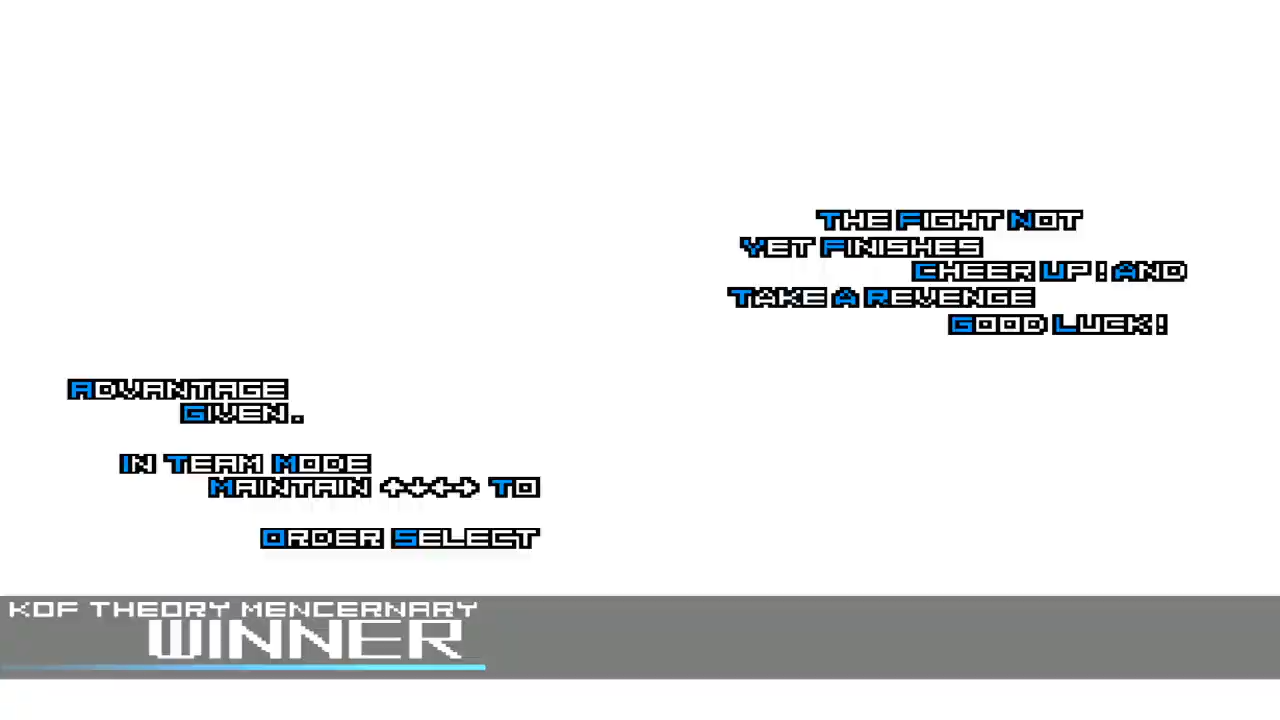 THE FIGHT NOT
YET FINISHES
CHEER UP! AND
TAKE A REVENGE
GOOD LUCK!
ADVANTAGE
GIVEN.
IN TEAM MODE
MAINTAIN ↑↓←→ TO
ORDER SELECT
KOF THEORY MENCERNARY
WINNER